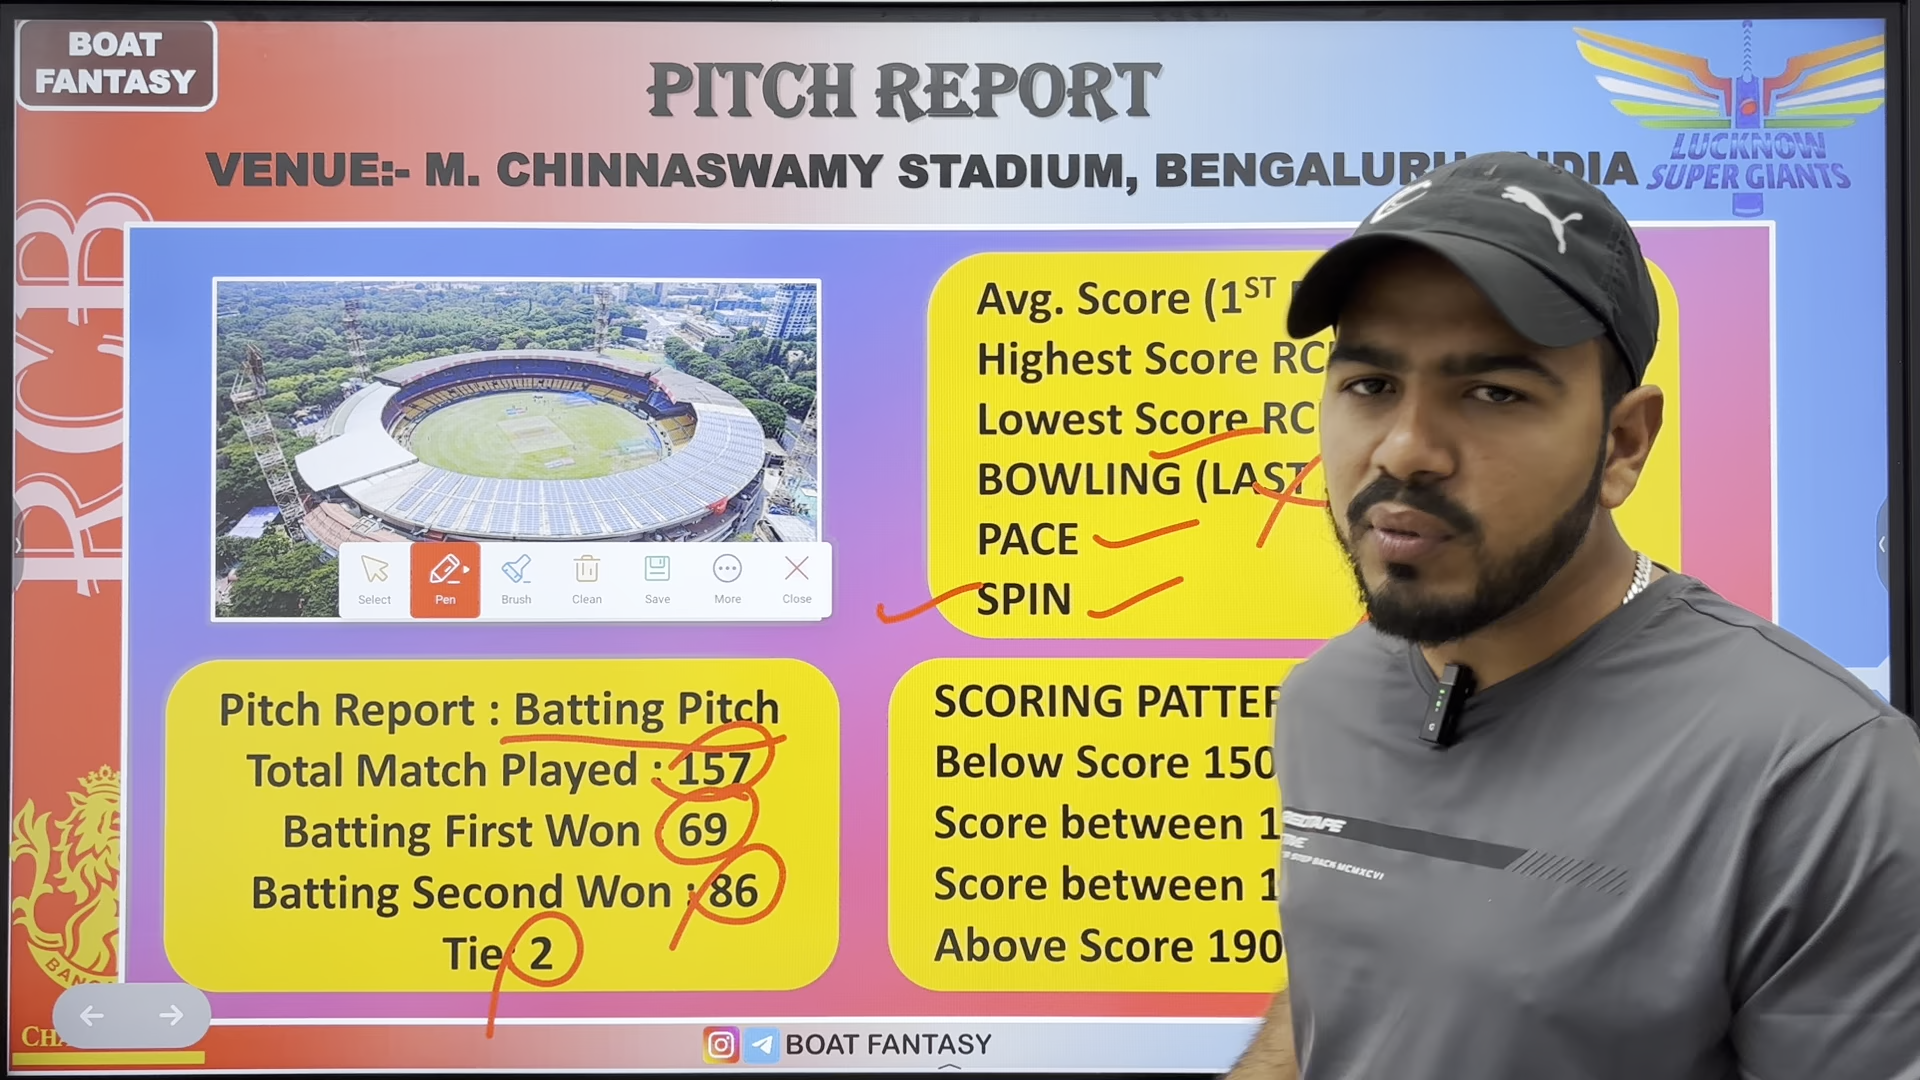 BOAT
FANTASY
PITCH REPORT
VENUE:- M. CHINNASWAMY STADIUM, BENGALURU, INDIA
LUCKNOW
SUPER GIANTS
RCB
Avg. Score (1ST
Highest Score RC
Lowest Score RC
BOWLING (LAST
PACE
SPIN
Select
Pen
Brush
Clean
Save
More
Close
Pitch Report : Batting Pitch
Total Match Played : 157
Batting First Won 69
Batting Second Won : 86
Tie 2
SCORING PATTER
Below Score 150
Score between 1
Score between 1
Above Score 190
BOAT FANTASY